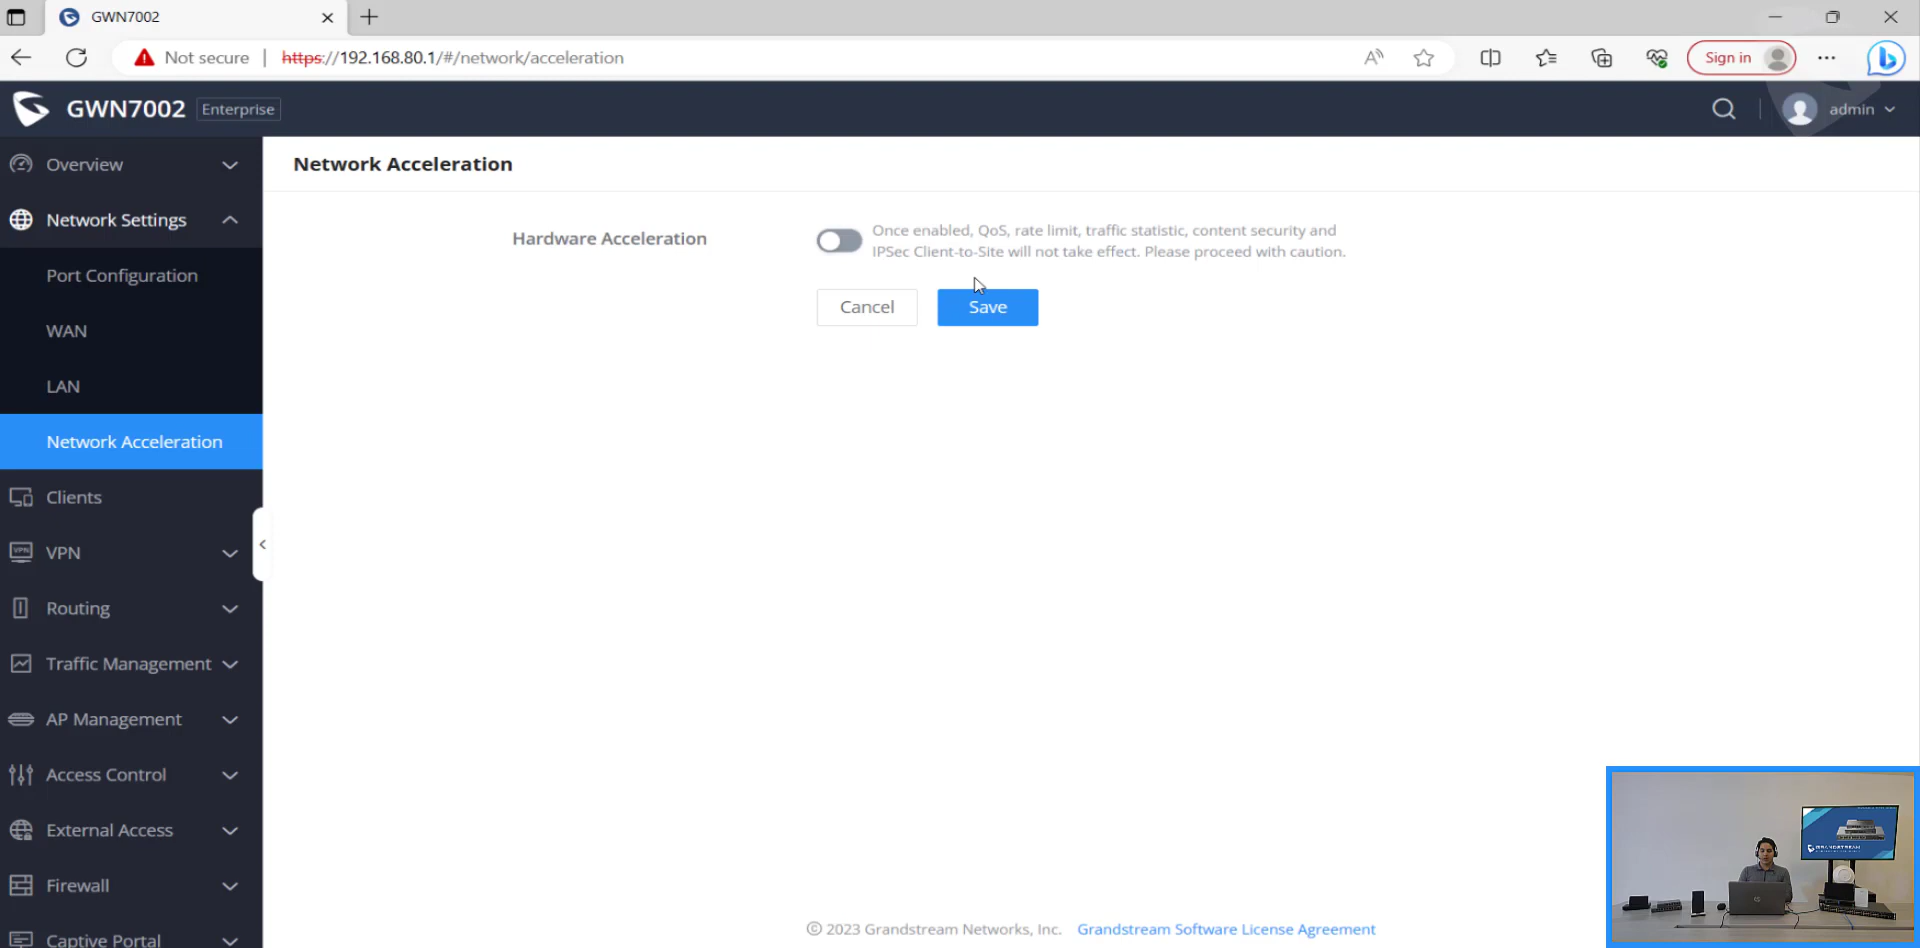 GWN7002
Not secure
https://192.168.80.1/#/network/acceleration
Sign in
GWN7002 Enterprise
admin
Overview
Network Settings
Port Configuration
WAN
LAN
Network Acceleration
Clients
VPN
Routing
Traffic Management
AP Management
Access Control
External Access
Firewall
Captive Portal
Network Acceleration
Hardware Acceleration
Once enabled, QoS, rate limit, traffic statistic, content security and
IPSec Client-to-Site will not take effect. Please proceed with caution.
Cancel
Save
© 2023 Grandstream Networks, Inc. Grandstream Software License Agreement
GRANDSTREAM